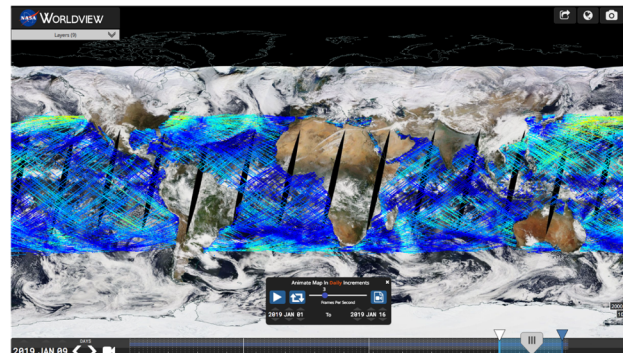 NASA WORLDVIEW
Layers (9)
Animate Map In Daily Increments ×
3
Frames Per Second
2019 JAN 01 To 2019 JAN 16
DAYS
2019 JAN 09